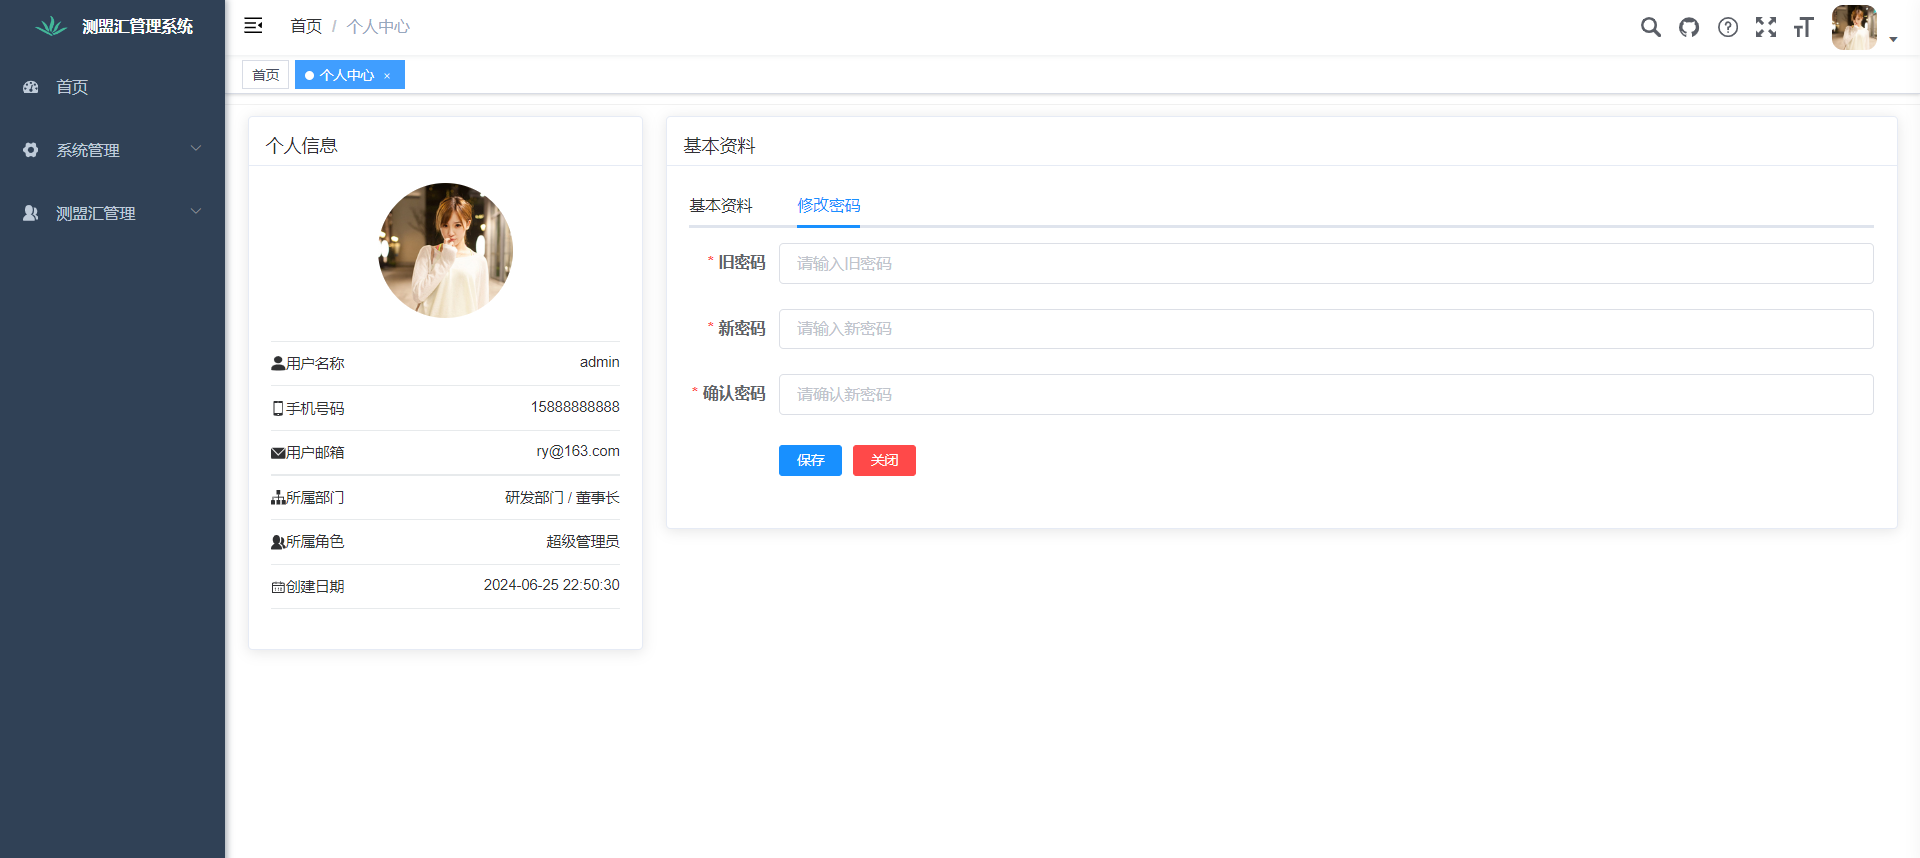 测盟汇管理系统
首页
系统管理
测盟汇管理
首页 / 个人中心
首页
个人中心 ×
个人信息
用户名称 admin
手机号码 15888888888
用户邮箱 ry@163.com
所属部门 研发部门 / 董事长
所属角色 超级管理员
创建日期 2024-06-25 22:50:30
基本资料
基本资料 修改密码
* 旧密码 请输入旧密码
* 新密码 请输入新密码
* 确认密码 请确认新密码
保存 关闭